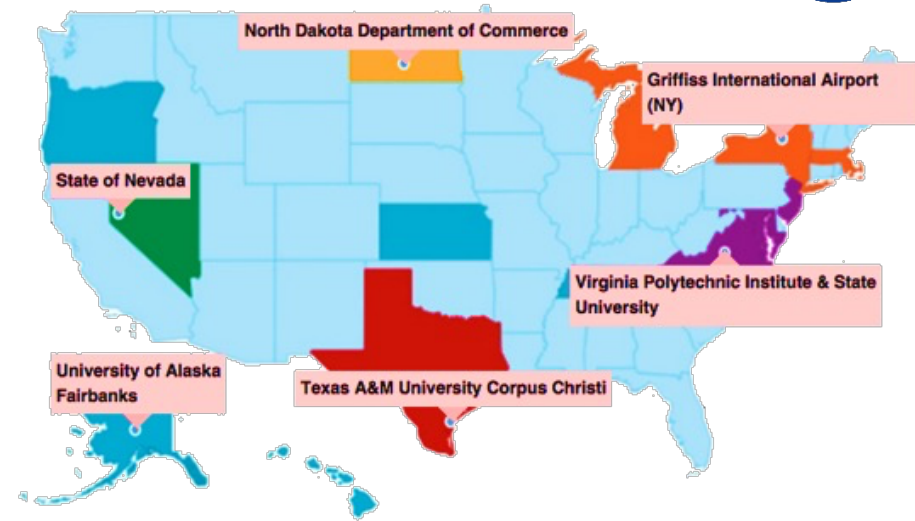 North Dakota Department of Commerce
Griffiss International Airport
(NY)
State of Nevada
Virginia Polytechnic Institute & State
University
University of Alaska
Fairbanks
Texas A&M University Corpus Christi